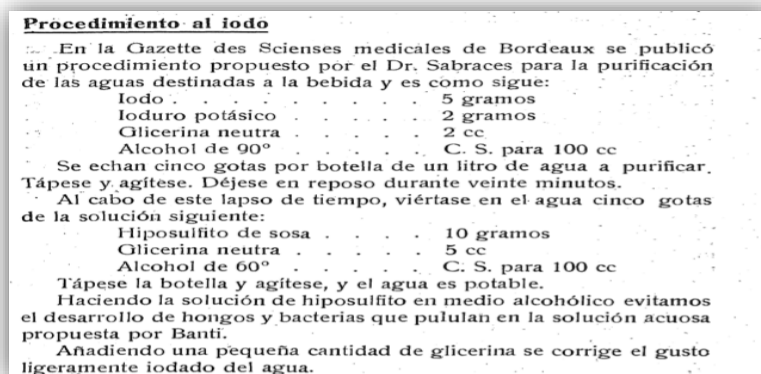 Procedimiento al iodo
En la Gazette des Scienses medicales de Bordeaux se publicó
un procedimiento propuesto por el Dr. Sabraces para la purificación
de las aguas destinadas a la bebida y es como sigue:
Iodo . . . . . . . . 5 gramos
Ioduro potásico . . . . . 2 gramos
Glicerina neutra . . . . . 2 cc
Alcohol de 90° . . . . . C. S. para 100 cc
Se echan cinco gotas por botella de un litro de agua a purificar.
Tápese y agítese. Déjese en reposo durante veinte minutos.
Al cabo de este lapso de tiempo, viértase en el agua cinco gotas
de la solución siguiente:
Hiposulfito de sosa . . . . 10 gramos
Glicerina neutra . . . . . 5 cc
Alcohol de 60° . . . . . C. S. para 100 cc
Tápese la botella y agítese, y el agua es potable.
Haciendo la solución de hiposulfito en medio alcohólico evitamos
el desarrollo de hongos y bacterias que pululan en la solución acuosa
propuesta por Banti.
Añadiendo una pequeña cantidad de glicerina se corrige el gusto
ligeramente iodado del agua.